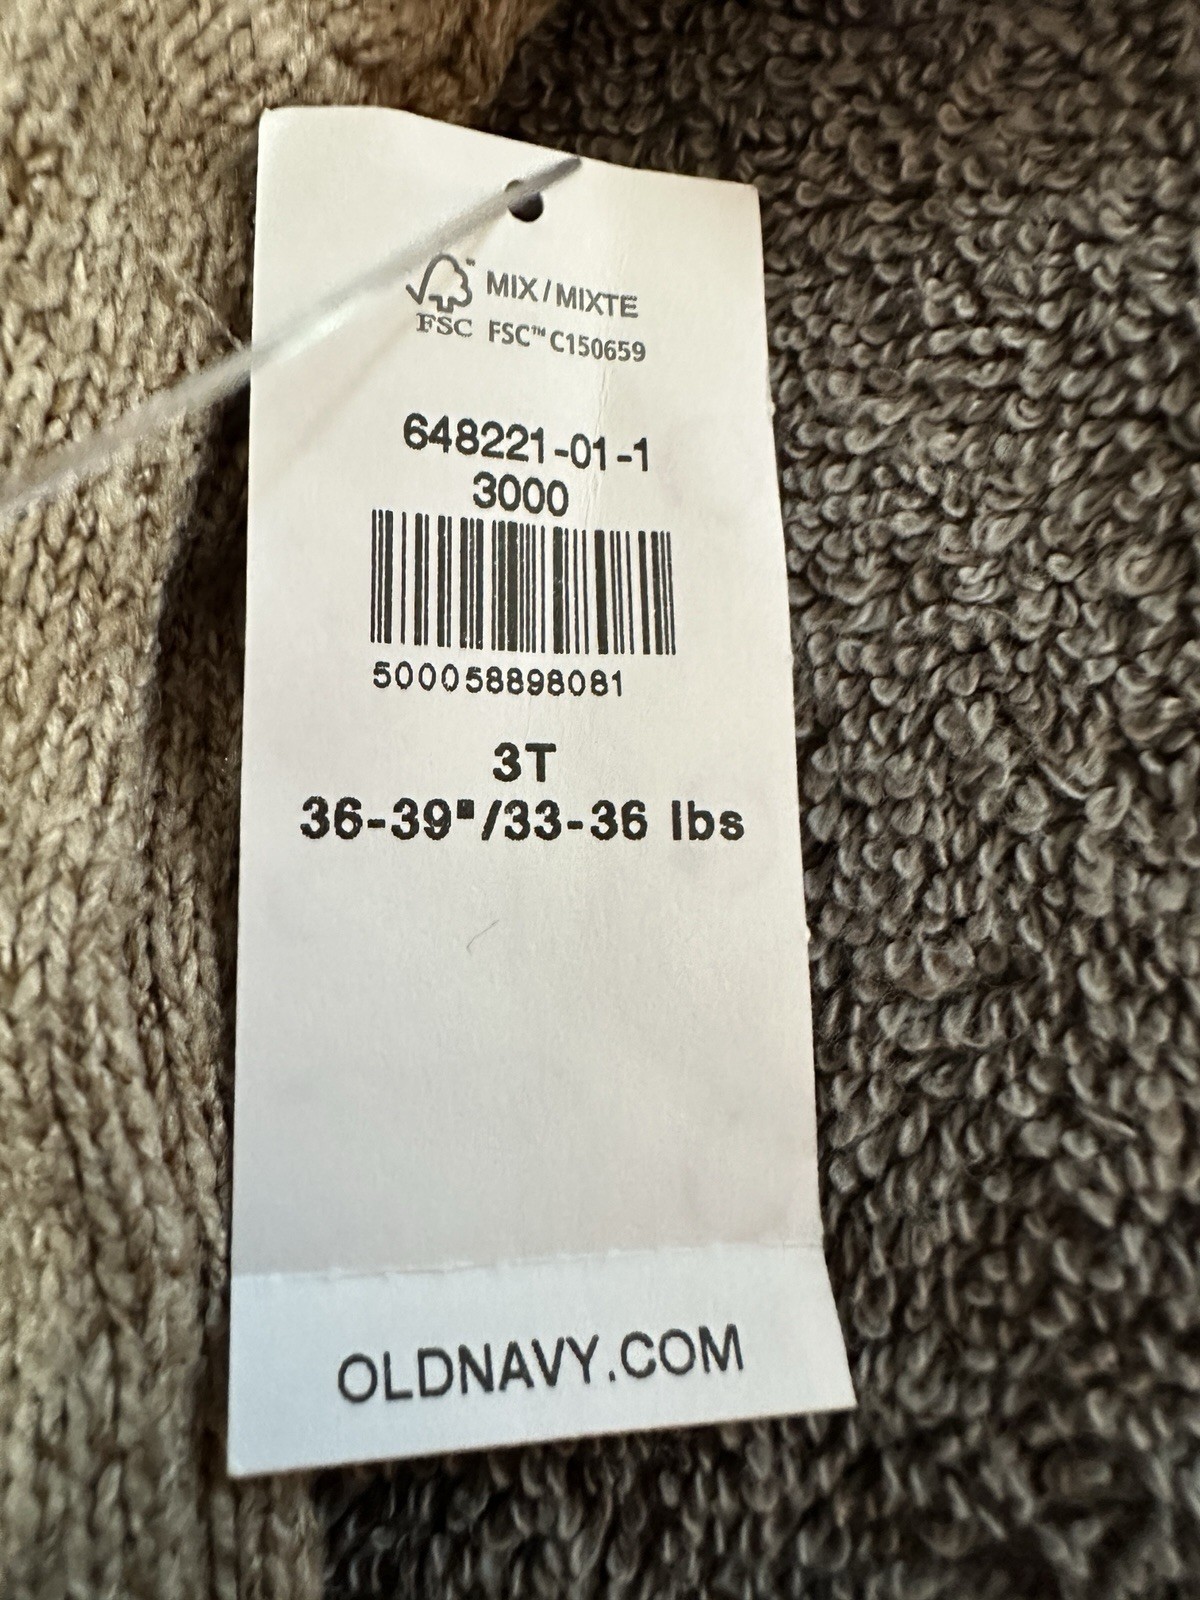 MIX/MIXTE
FSC FSC™ C150659
648221-01-1
3000
500058898081
3T
36-39"/33-36 lbs
OLDNAVY.COM